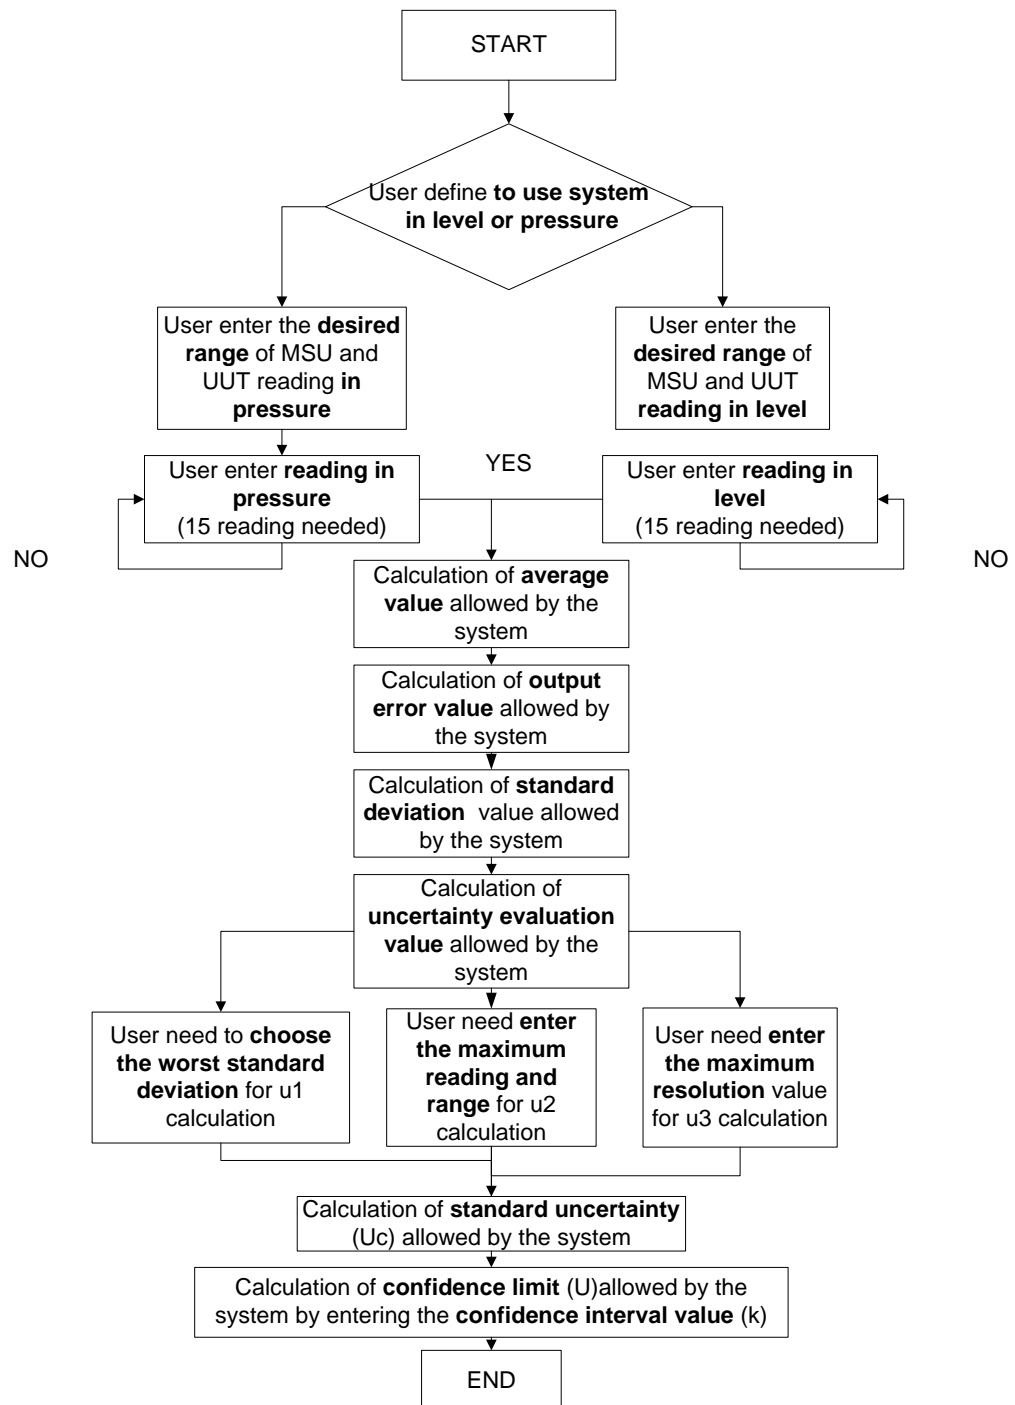 START
User define to use system
in level or pressure
User enter the desired
range of MSU and
UUT reading in
pressure
User enter the
desired range of
MSU and UUT
reading in level
User enter reading in
pressure
(15 reading needed)
YES
User enter reading in
level
(15 reading needed)
NO
NO
Calculation of average
value allowed by the
system
Calculation of output
error value allowed by
the system
Calculation of standard
deviation value allowed
by the system
Calculation of
uncertainty evaluation
value allowed by the
system
User need to choose
the worst standard
deviation for u1
calculation
User need enter
the maximum
reading and
range for u2
calculation
User need enter
the maximum
resolution value
for u3 calculation
Calculation of standard uncertainty
(Uc) allowed by the system
Calculation of confidence limit (U)allowed by the
system by entering the confidence interval value (k)
END